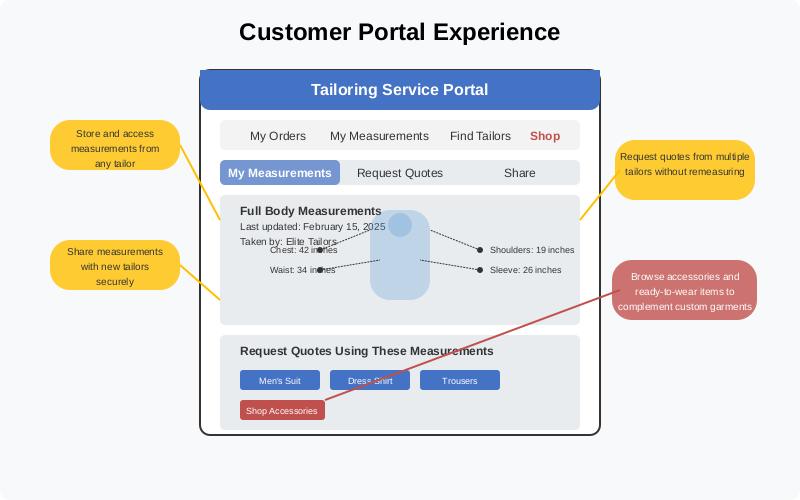 Customer Portal Experience
Tailoring Service Portal
My Orders My Measurements Find Tailors Shop
My Measurements Request Quotes Share
Full Body Measurements
Last updated: February 15, 2025
Taken by: Elite Tailors
Chest: 42 inches
Waist: 34 inches
Shoulders: 19 inches
Sleeve: 26 inches
Request Quotes Using These Measurements
Men's Suit Dress Shirt Trousers
Shop Accessories
Store and access
measurements from
any tailor
Share measurements
with new tailors
securely
Request quotes from multiple
tailors without remeasuring
Browse accessories and
ready-to-wear items to
complement custom garments